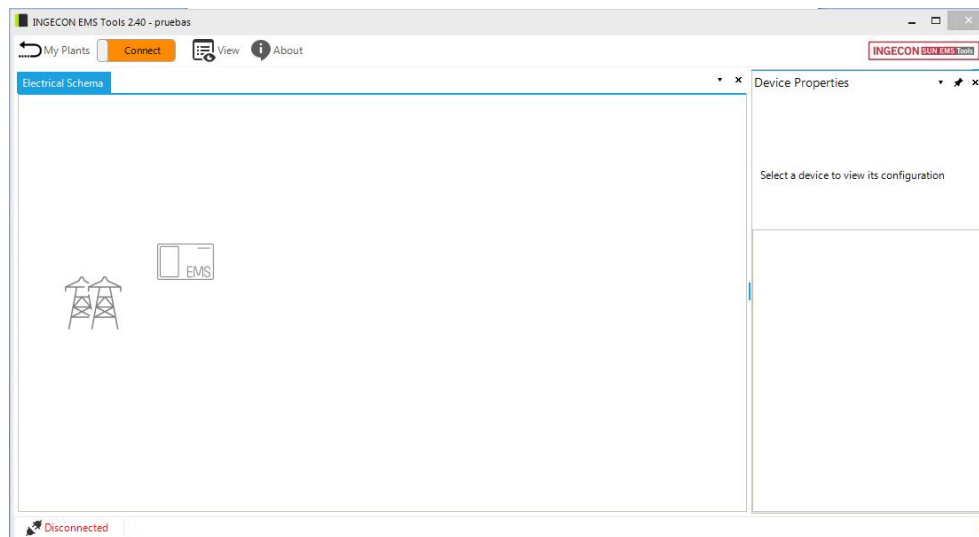 INGECON EMS Tools 2.40 - pruebas
My Plants Connect View About INGECON SUN EMS Tools
Electrical Schema
Device Properties
Select a device to view its configuration
EMS
Disconnected